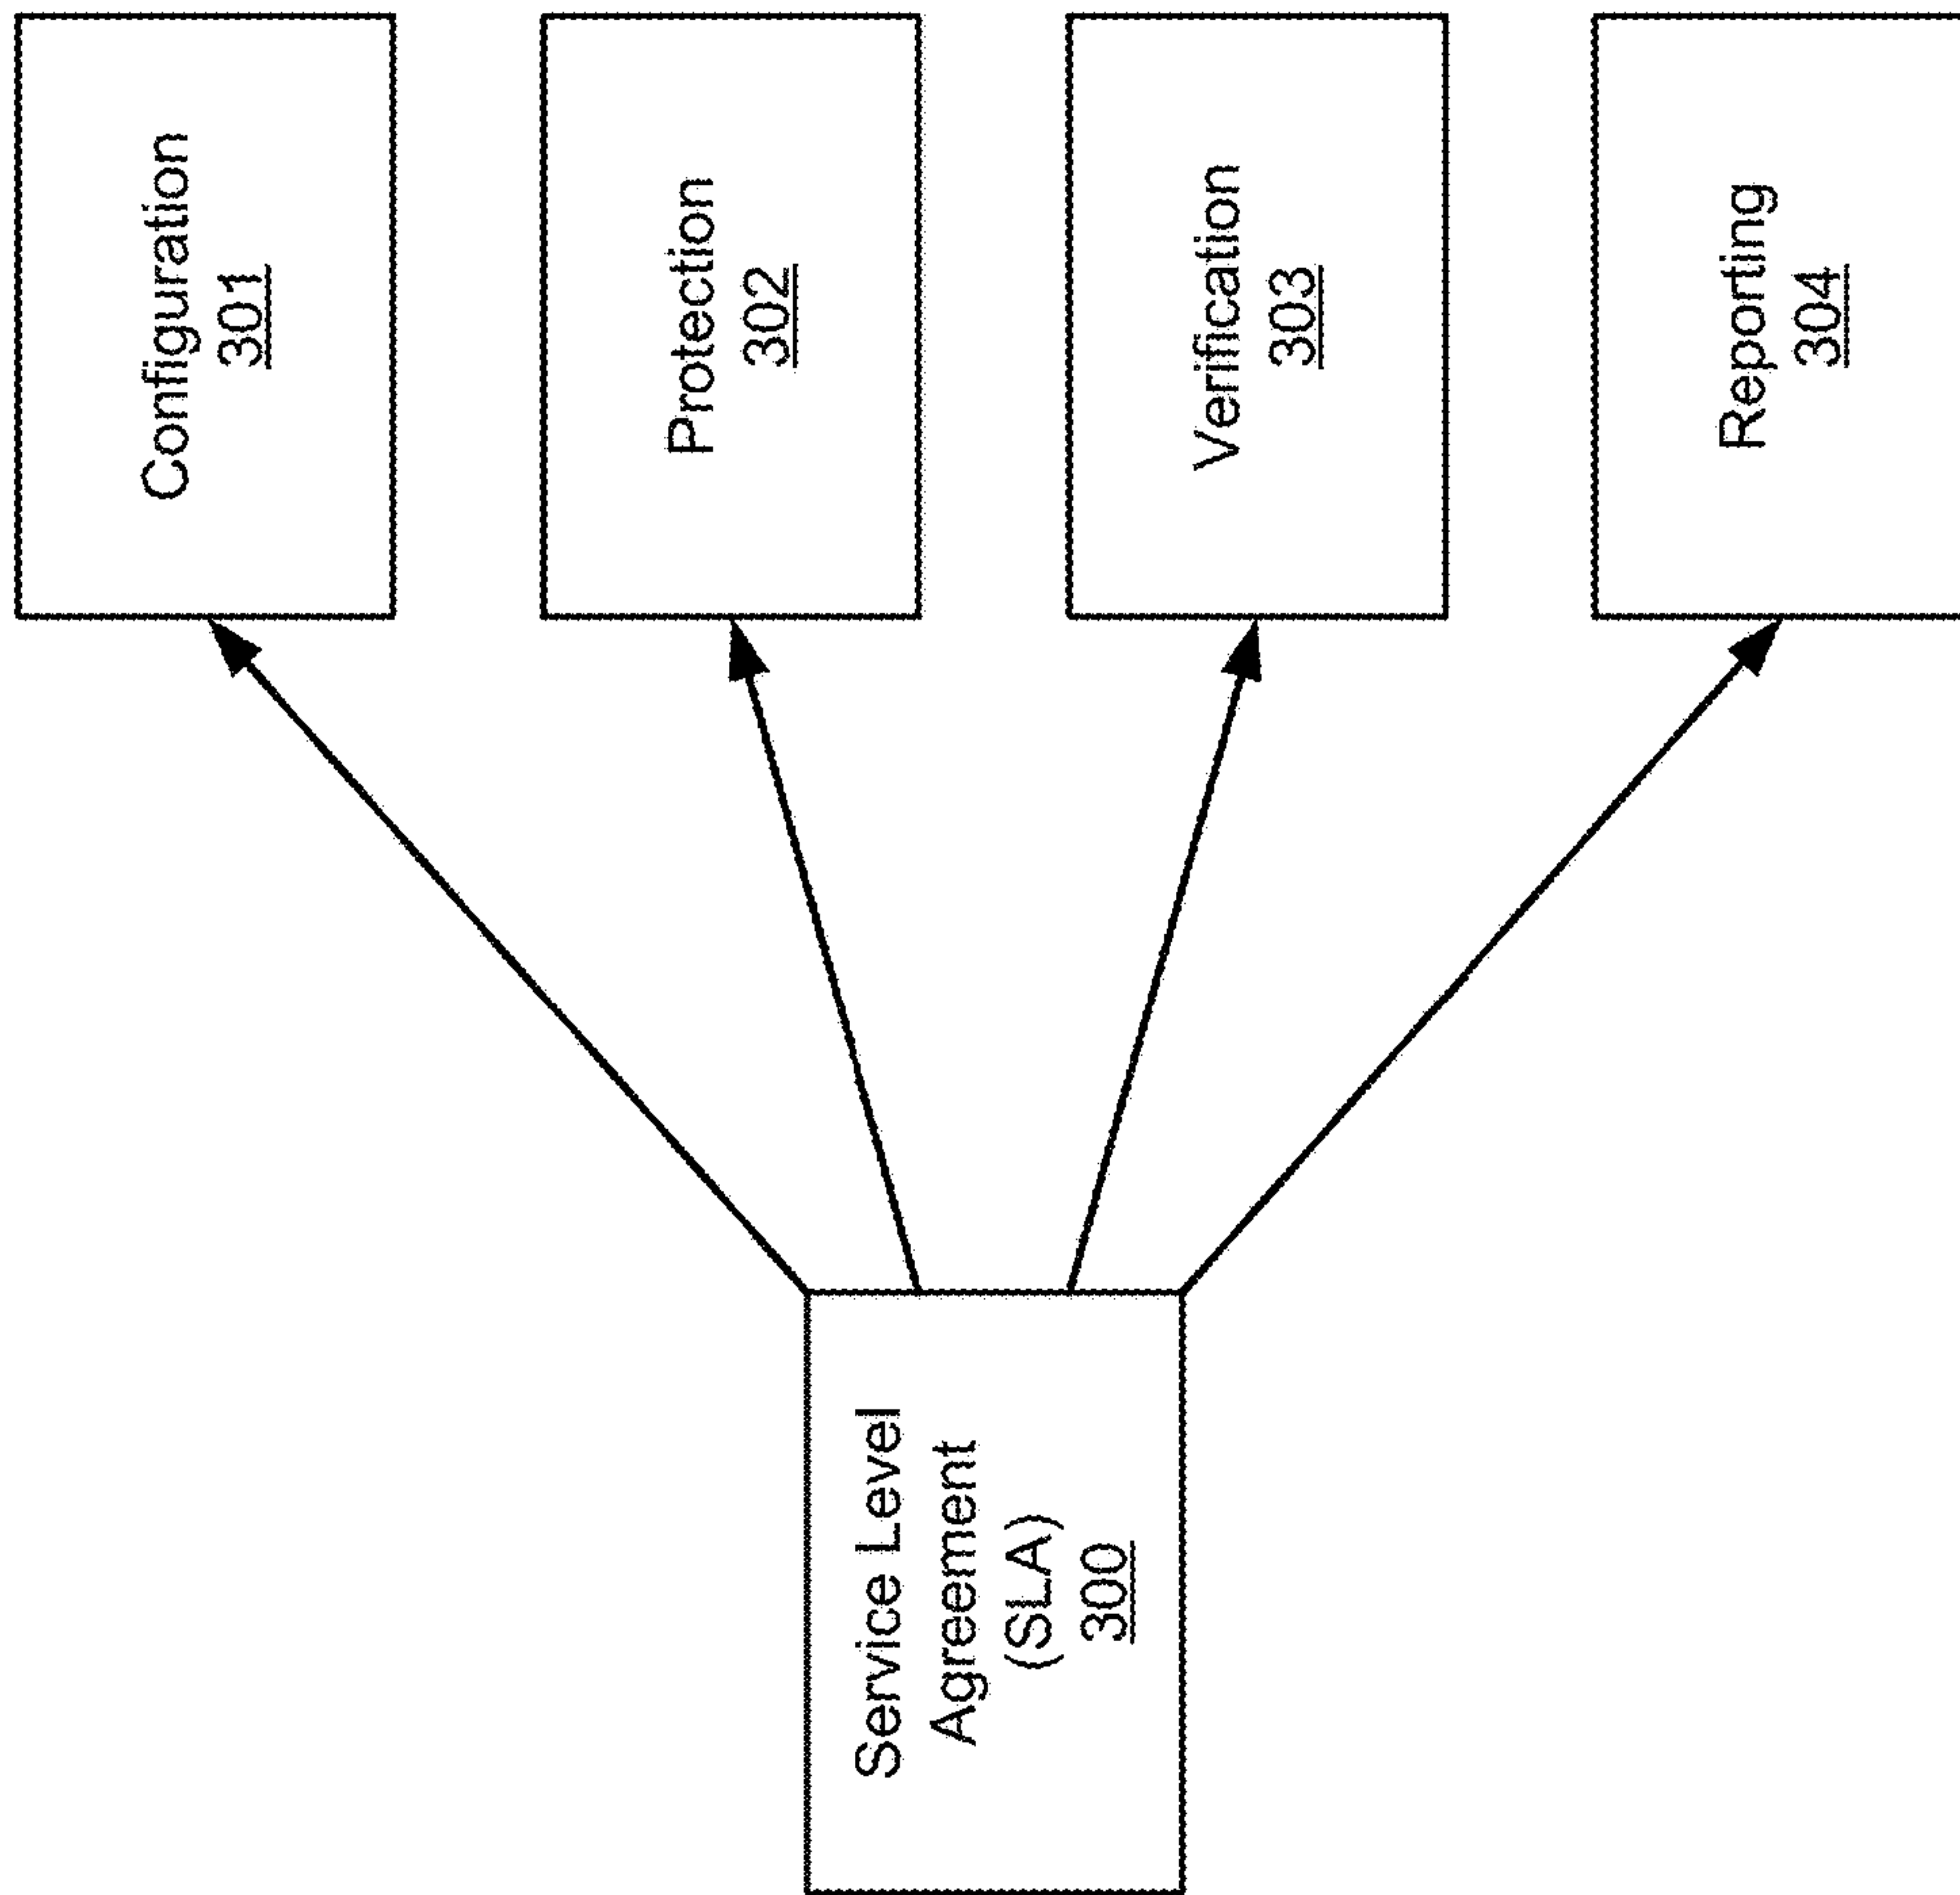 Service Level
Agreement
(SLA)
300
Configuration
301
Protection
302
Verification
303
Reporting
304